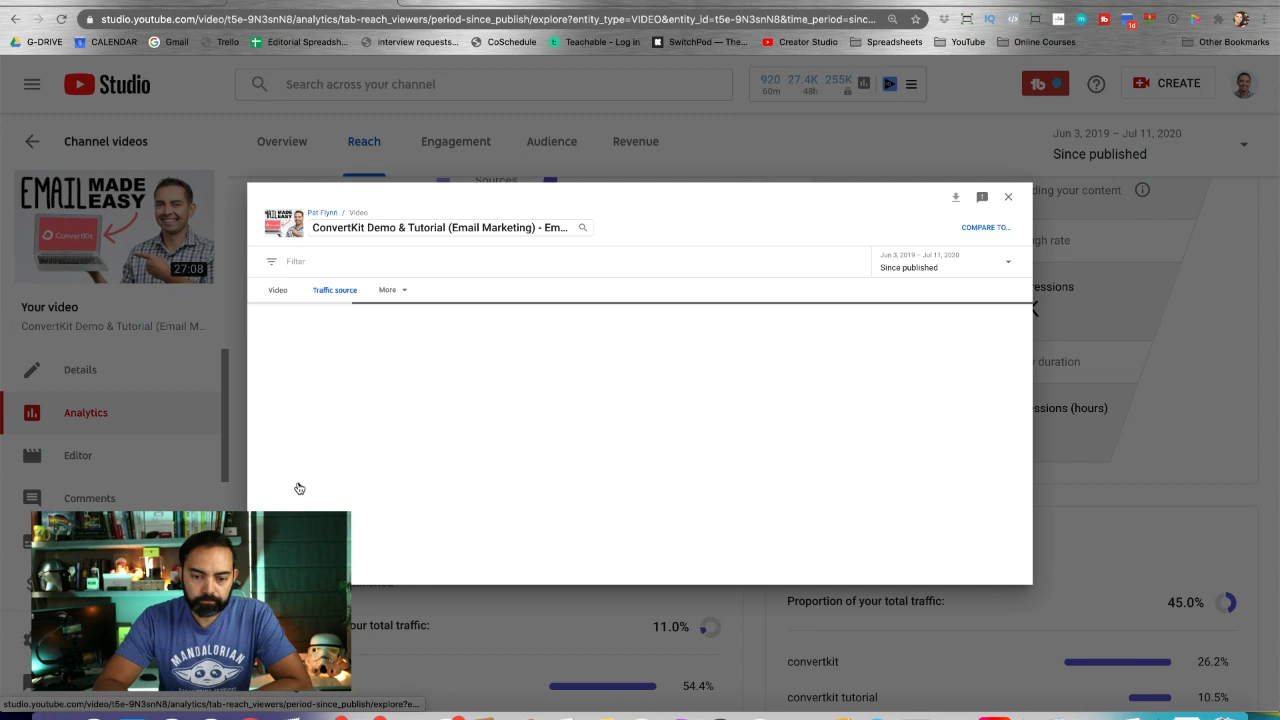 studio.youtube.com/video/t5e-9N3snN8/analytics/tab-reach_viewers/period-since_publish/explore?entity_type=VIDEO&entity_id=t5e-9N3snN8&time_period=sinc...
G-DRIVE
CALENDAR
Gmail
Trello
Editorial Spreadsh...
interview requests...
CoSchedule
Teachable - Log in
SwitchPod — The...
Creator Studio
Spreadsheets
YouTube
Online Courses
Other Bookmarks
Studio
Search across your channel
920 27.4K 255K
60m 48h
CREATE
Channel videos
Overview
Reach
Engagement
Audience
Revenue
Jun 3, 2019 – Jul 11, 2020
Since published
EMAIL MADE EASY
ConvertKit
27:08
Your video
ConvertKit Demo & Tutorial (Email M...
Details
Analytics
Editor
Comments
Sources
Pat Flynn / Video
ConvertKit Demo & Tutorial (Email Marketing) - Em...
COMPARE TO...
Filter
Jun 3, 2019 – Jul 11, 2020
Since published
Video
Traffic source
More
ding your content
gh rate
essions
K
duration
ssions (hours)
our total traffic:
11.0%
54.4%
Proportion of your total traffic:
45.0%
convertkit
26.2%
convertkit tutorial
10.5%
MANDALORIAN
studio.youtube.com/video/t5e-9N3snN8/analytics/tab-reach_viewers/period-since_publish/explore?e...